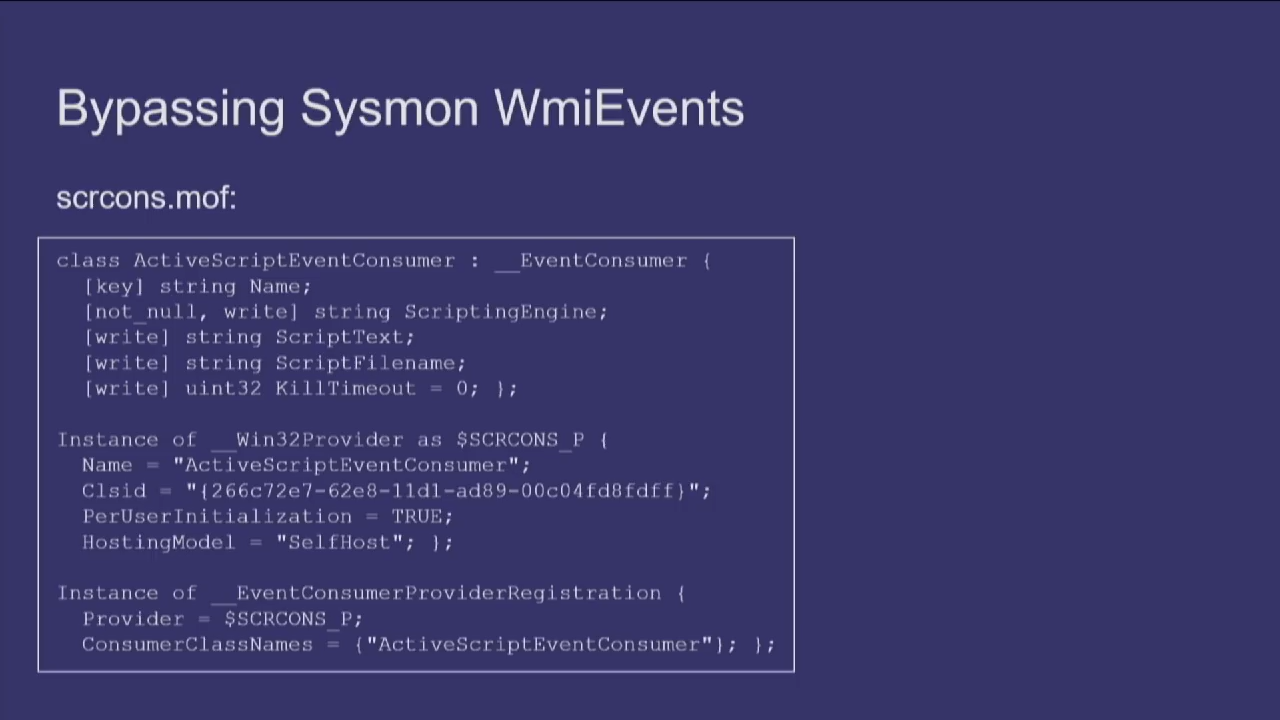 Bypassing Sysmon WmiEvents
scrcons.mof:
class ActiveScriptEventConsumer : __EventConsumer {
[key] string Name;
[not_null, write] string ScriptingEngine;
[write] string ScriptText;
[write] string ScriptFilename;
[write] uint32 KillTimeout = 0; };
Instance of __Win32Provider as $SCRCONS_P {
Name = "ActiveScriptEventConsumer";
Clsid = "{266c72e7-62e8-11d1-ad89-00c04fd8fdff}";
PerUserInitialization = TRUE;
HostingModel = "SelfHost"; };
Instance of __EventConsumerProviderRegistration {
Provider = $SCRCONS_P;
ConsumerClassNames = {"ActiveScriptEventConsumer"}; };